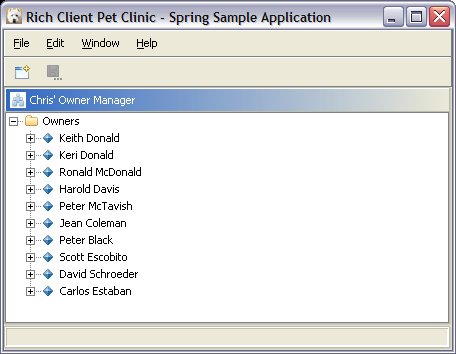 Rich Client Pet Clinic - Spring Sample Application
File Edit Window Help
Chris' Owner Manager
Owners
Keith Donald
Keri Donald
Ronald McDonald
Harold Davis
Peter McTavish
Jean Coleman
Peter Black
Scott Escobito
David Schroeder
Carlos Estaban